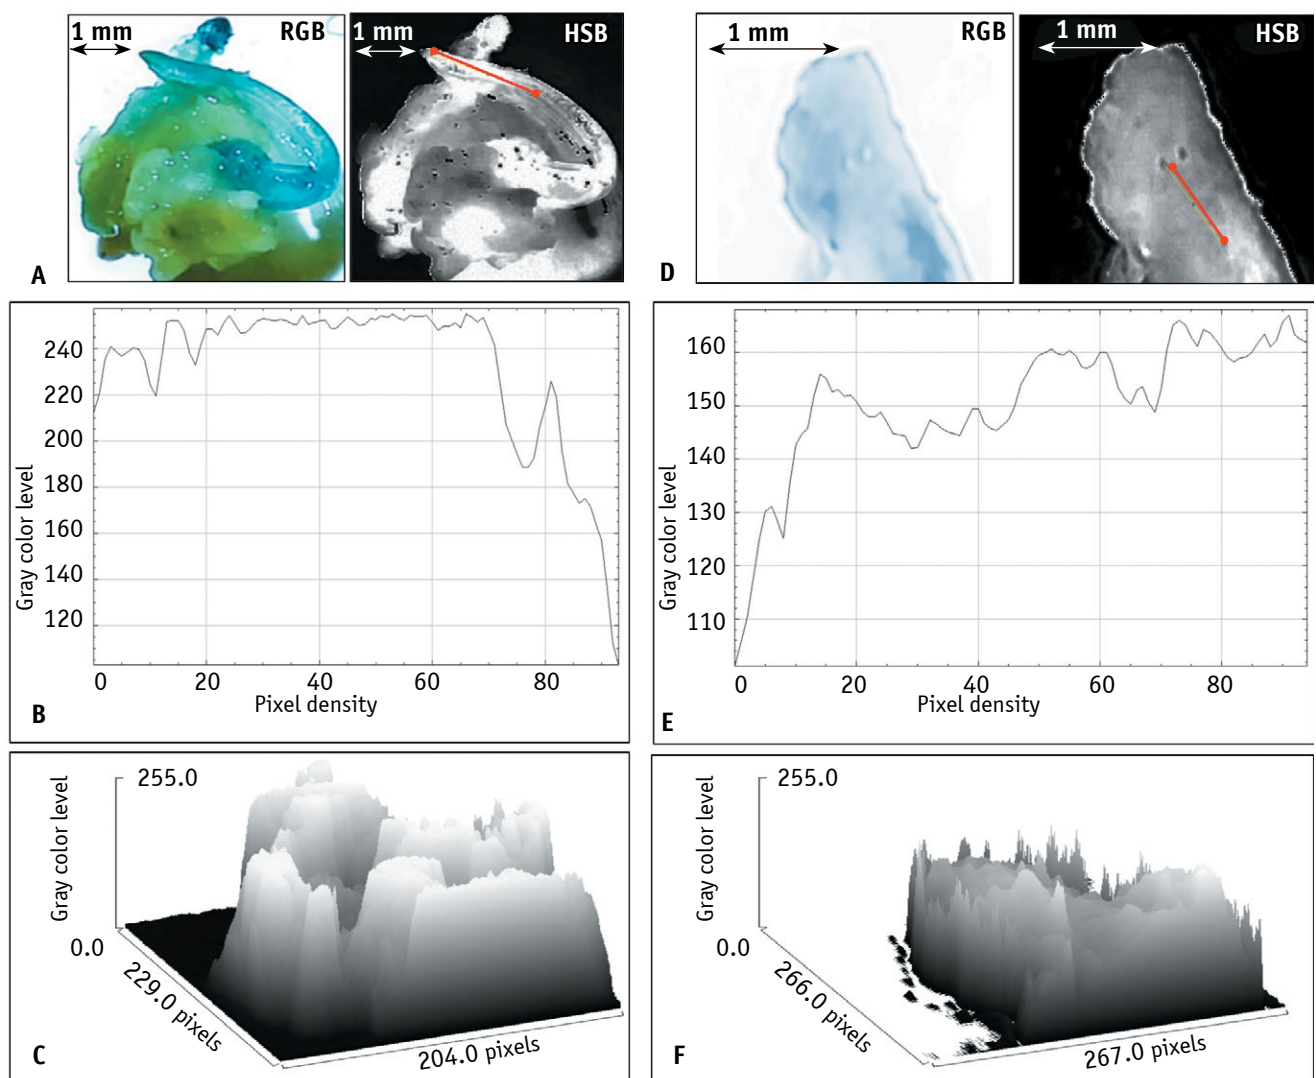 1 mm
RGB
1 mm
HSB
A
1 mm
RGB
1 mm
HSB
D
240
220
200
180
160
140
120
Gray color level
0 20 40 60 80
Pixel density
B
160
150
140
130
120
110
Gray color level
0 20 40 60 80
Pixel density
E
255.0
Gray color level
0.0
229.0 pixels
204.0 pixels
C
255.0
Gray color level
0.0
266.0 pixels
267.0 pixels
F